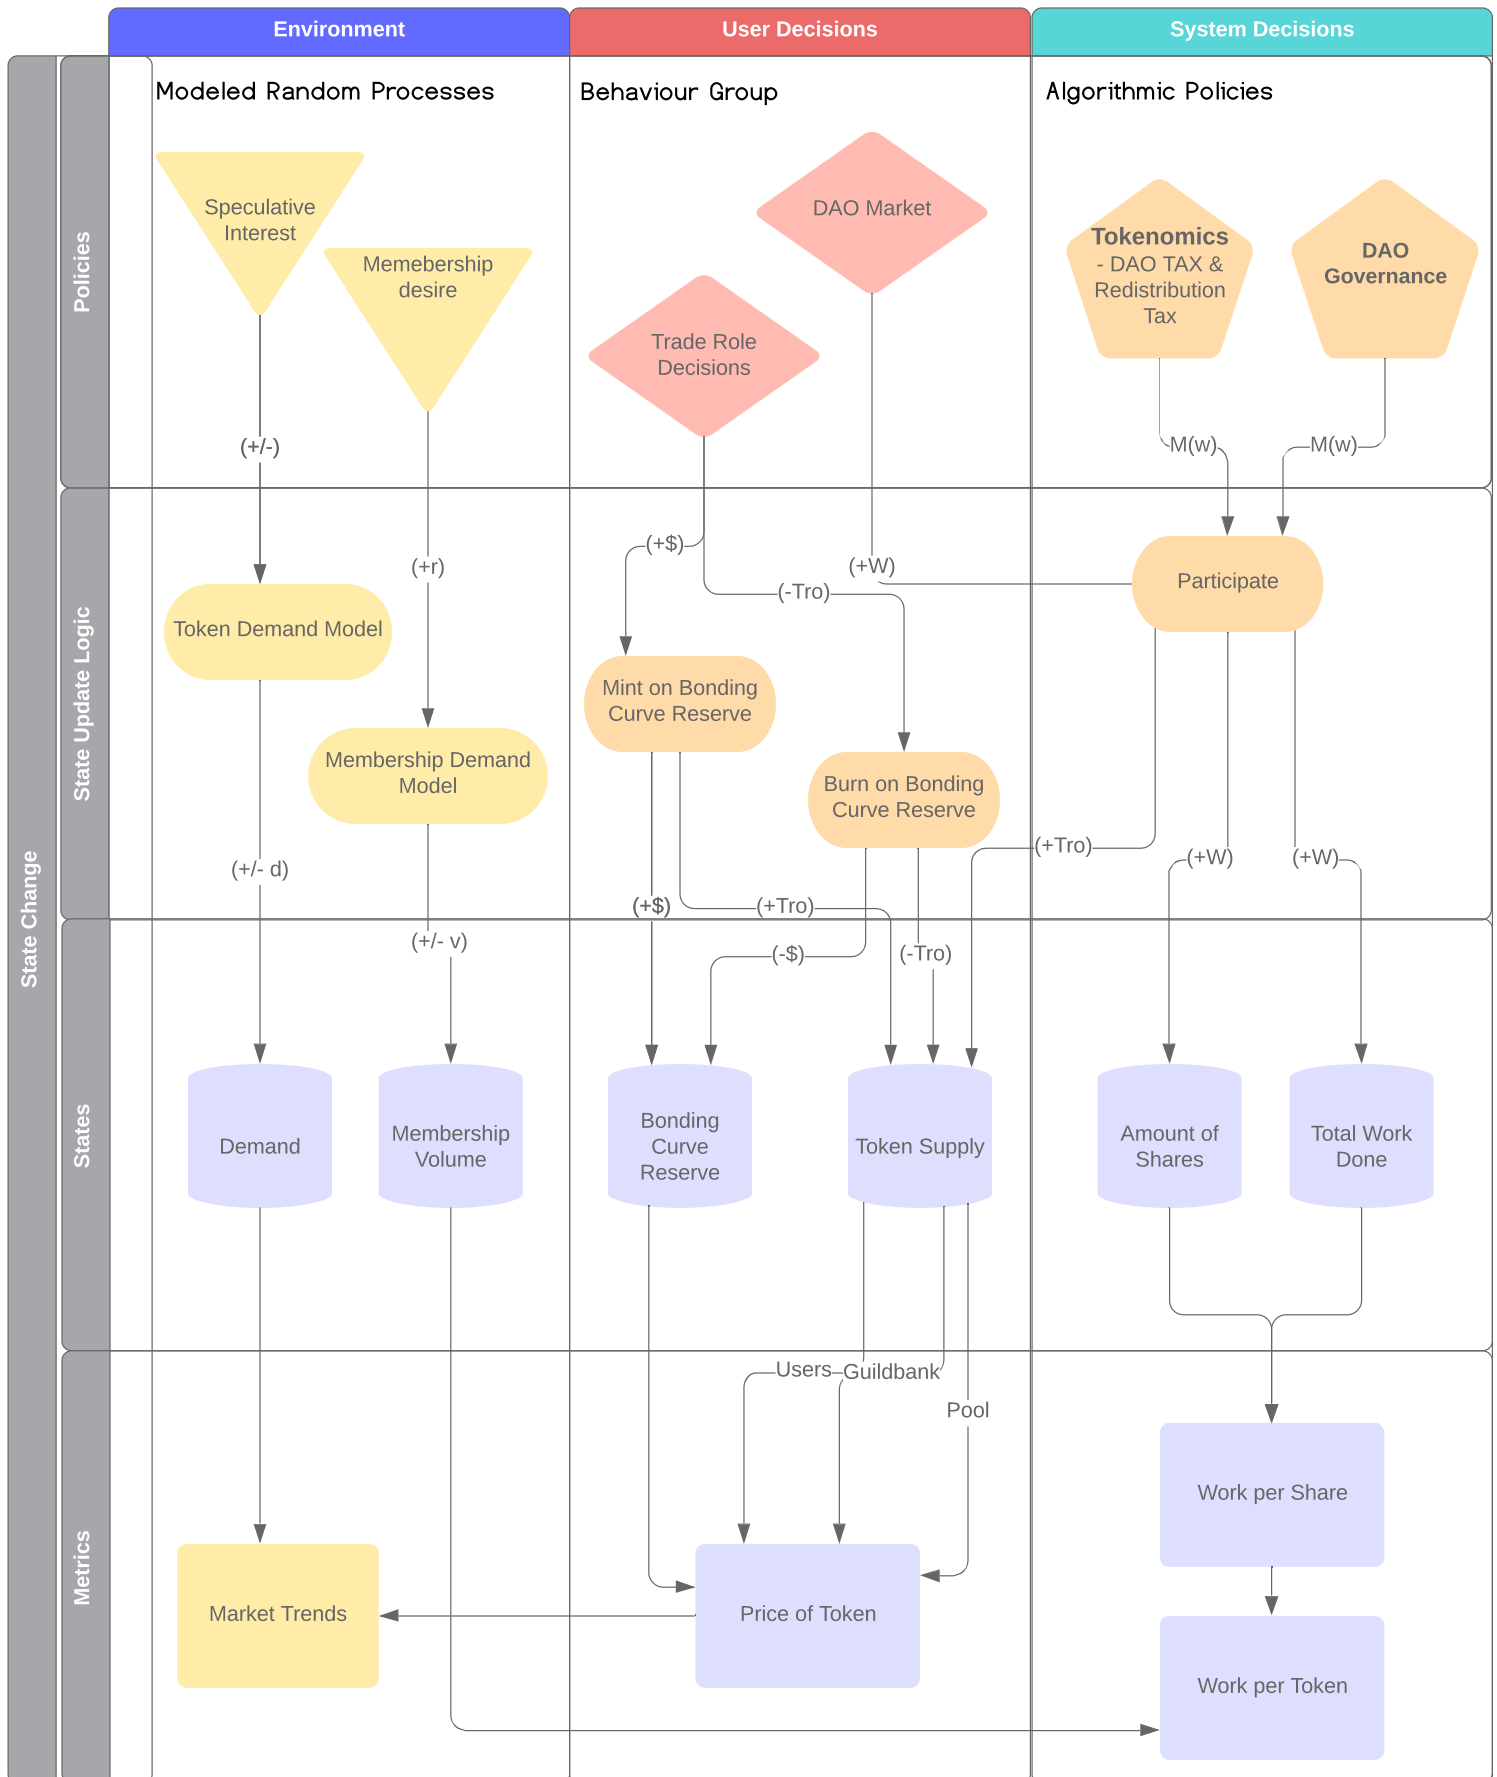 Environment
User Decisions
System Decisions
State Change
Policies
Modeled Random Processes
Behaviour Group
Algorithmic Policies
Speculative
Interest
Memebership
desire
DAO Market
Trade Role
Decisions
Tokenomics
- DAO TAX &
Redistribution
Tax
DAO
Governance
(+/-)
M(w)
M(w)
State Update Logic
(+r)
(+$)
(+W)
(-Tro)
Participate
Token Demand Model
Mint on Bonding
Curve Reserve
Membership Demand
Model
Burn on Bonding
Curve Reserve
(+/- d)
(+Tro)
(+W)
(+W)
(+$)
(+Tro)
States
(+/- v)
(-$)
(-Tro)
Demand
Membership
Volume
Bonding
Curve
Reserve
Token Supply
Amount of
Shares
Total Work
Done
Metrics
Users
Guildbank
Pool
Work per Share
Market Trends
Price of Token
Work per Token